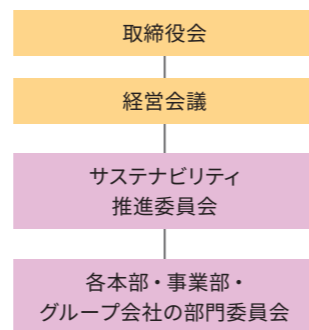 取締役会
経営会議
サステナビリティ
推進委員会
各本部・事業部・
グループ会社の部門委員会